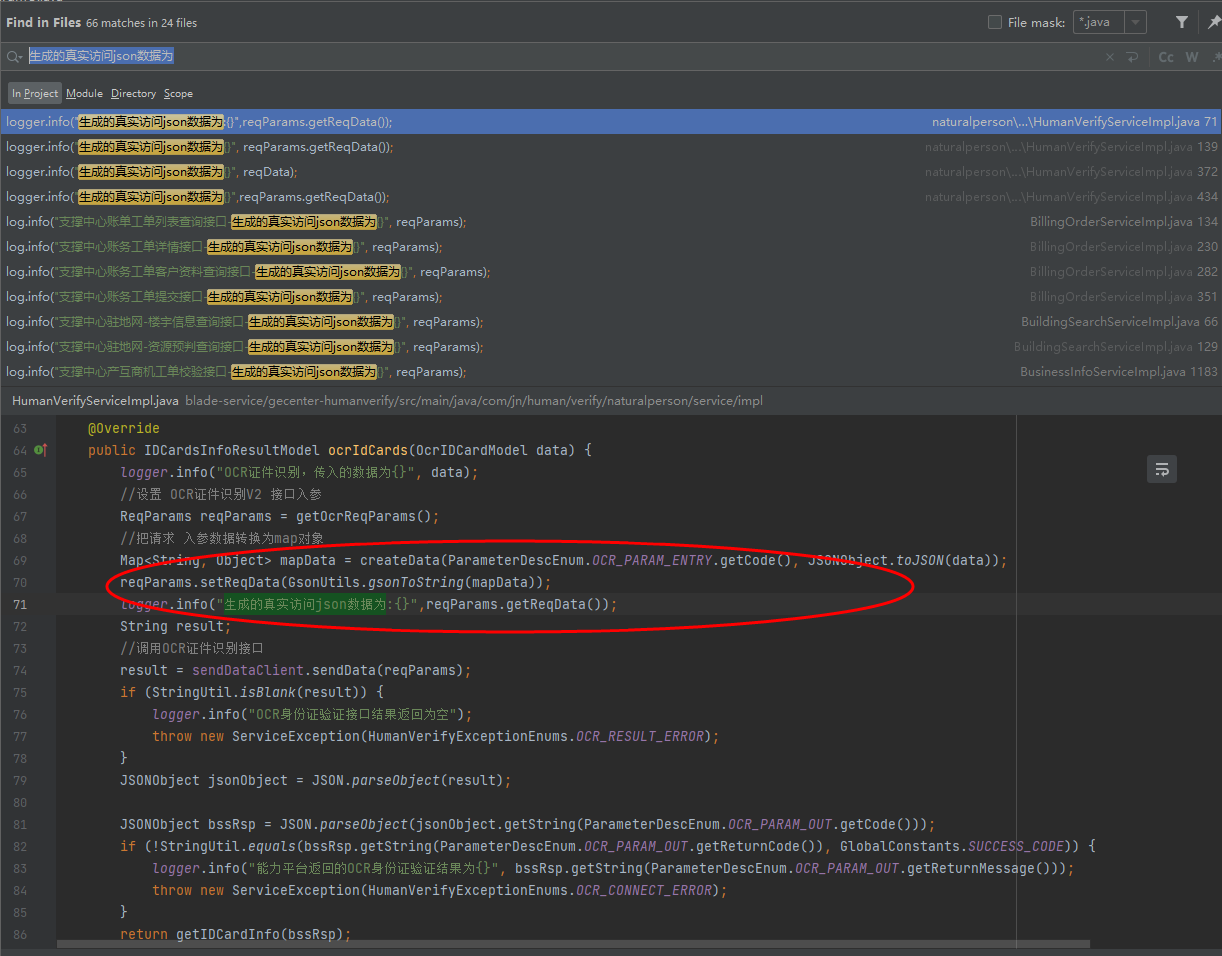 Find in Files 66 matches in 24 files File mask: *.java
生成的真实访问json数据为 Cc W .*
In Project Module Directory Scope
logger.info("生成的真实访问json数据为:{}",reqParams.getReqData()); naturalperson\...\HumanVerifyServiceImpl.java 71
logger.info("生成的真实访问json数据为{}", reqParams.getReqData()); naturalperson\...\HumanVerifyServiceImpl.java 139
logger.info("生成的真实访问json数据为{}", reqData); naturalperson\...\HumanVerifyServiceImpl.java 372
logger.info("生成的真实访问json数据为{}",reqParams.getReqData()); naturalperson\...\HumanVerifyServiceImpl.java 434
log.info("支撑中心账单工单列表查询接口-生成的真实访问json数据为{}", reqParams); BillingOrderServiceImpl.java 134
log.info("支撑中心账务工单详情接口-生成的真实访问json数据为{}", reqParams); BillingOrderServiceImpl.java 230
log.info("支撑中心账务工单客户资料查询接口-生成的真实访问json数据为{}", reqParams); BillingOrderServiceImpl.java 282
log.info("支撑中心账务工单提交接口-生成的真实访问json数据为{}", reqParams); BillingOrderServiceImpl.java 351
log.info("支撑中心驻地网-楼宇信息查询接口-生成的真实访问json数据为{}", reqParams); BuildingSearchServiceImpl.java 66
log.info("支撑中心驻地网-资源预判查询接口-生成的真实访问json数据为{}", reqParams); BuildingSearchServiceImpl.java 129
log.info("支撑中心产互商机工单校验接口-生成的真实访问json数据为{}", reqParams); BusinessInfoServiceImpl.java 1183
HumanVerifyServiceImpl.java blade-service/gecenter-humanverify/src/main/java/com/jn/human/verify/naturalperson/service/impl
63 @Override
64 public IDCardsInfoResultModel ocrIdCards(OcrIDCardModel data) {
65 logger.info("OCR证件识别，传入的数据为{}", data);
66 //设置 OCR证件识别V2 接口入参
67 ReqParams reqParams = getOcrReqParams();
68 //把请求 入参数据转换为map对象
69 Map<String, Object> mapData = createData(ParameterDescEnum.OCR_PARAM_ENTRY.getCode(), JSONObject.toJSON(data));
70 reqParams.setReqData(GsonUtils.gsonToString(mapData));
71 logger.info("生成的真实访问json数据为:{}",reqParams.getReqData());
72 String result;
73 //调用OCR证件识别接口
74 result = sendDataClient.sendData(reqParams);
75 if (StringUtil.isBlank(result)) {
76 logger.info("OCR身份证验证接口结果返回为空");
77 throw new ServiceException(HumanVerifyExceptionEnums.OCR_RESULT_ERROR);
78 }
79 JSONObject jsonObject = JSON.parseObject(result);
80
81 JSONObject bssRsp = JSON.parseObject(jsonObject.getString(ParameterDescEnum.OCR_PARAM_OUT.getCode()));
82 if (!StringUtil.equals(bssRsp.getString(ParameterDescEnum.OCR_PARAM_OUT.getReturnCode()), GlobalConstants.SUCCESS_CODE)) {
83 logger.info("能力平台返回的OCR身份证验证结果为{}", bssRsp.getString(ParameterDescEnum.OCR_PARAM_OUT.getReturnMessage()));
84 throw new ServiceException(HumanVerifyExceptionEnums.OCR_CONNECT_ERROR);
85 }
86 return getIDCardInfo(bssRsp);